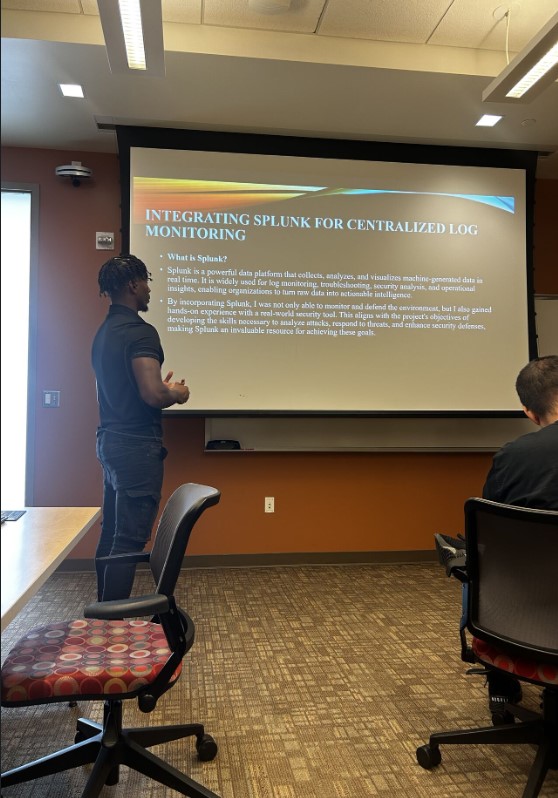 INTEGRATING SPLUNK FOR CENTRALIZED LOG
MONITORING
• What is Splunk?
• Splunk is a powerful data platform that collects, analyzes, and visualizes machine-generated data in
real time. It is widely used for log monitoring, troubleshooting, security analysis, and operational
insights, enabling organizations to turn raw data into actionable intelligence.
• By incorporating Splunk, I was not only able to monitor and defend the environment, but I also gained
hands-on experience with a real-world security tool. This aligns with the project's objectives of
developing the skills necessary to analyze attacks, respond to threats, and enhance security defenses,
making Splunk an invaluable resource for achieving these goals.